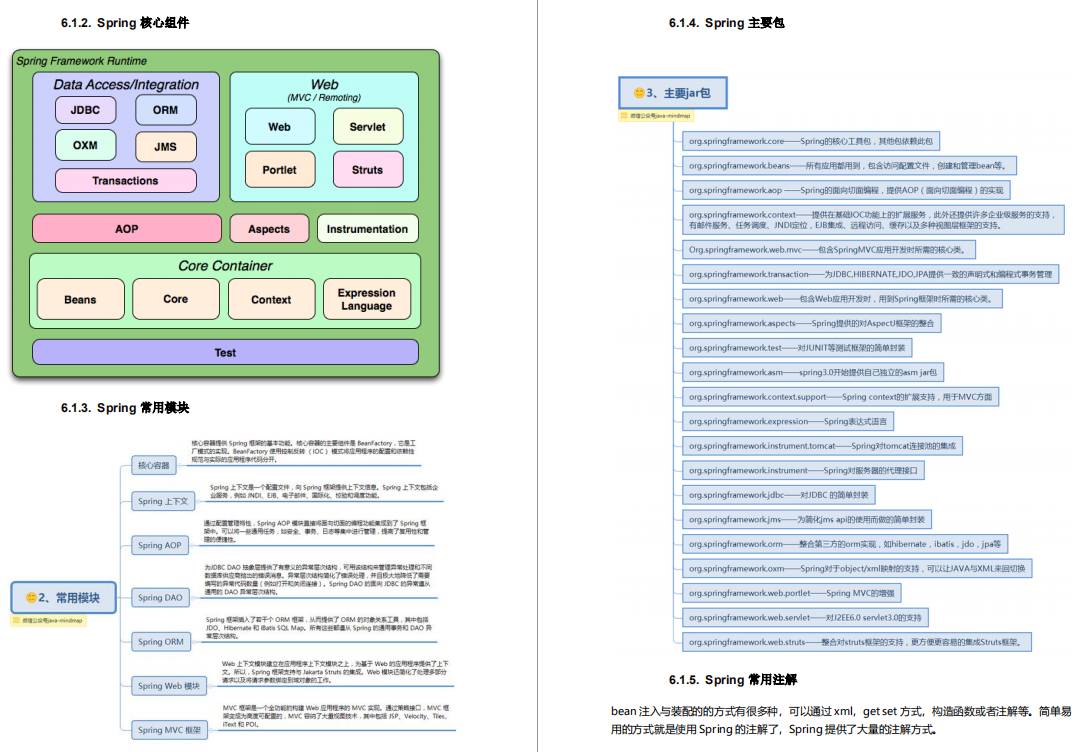 6.1.2. Spring 核心组件
Spring Framework Runtime
Data Access/Integration
JDBC
ORM
OXM
JMS
Transactions
Web
(MVC / Remoting)
Web
Servlet
Portlet
Struts
AOP
Aspects
Instrumentation
Core Container
Beans
Core
Context
Expression
Language
Test
6.1.3. Spring 常用模块
2、常用模块
微信公众号java-mindmap
核心容器
核心容器提供 Spring 框架的基本功能。核心容器的主要组件是 BeanFactory，它是工
厂模式的实现。BeanFactory 使用控制反转（IOC）模式将应用程序的配置和依赖性
规范与实际的应用程序代码分开。
Spring 上下文
Spring 上下文是一个配置文件，向 Spring 框架提供上下文信息。Spring 上下文包括企
业服务，例如 JNDI、EJB、电子邮件、国际化、校验和调度功能。
Spring AOP
通过配置管理特性，Spring AOP 模块直接将面向切面的编程功能集成到了 Spring 框
架中。可以将一些通用任务，如安全、事务、日志等集中进行管理，提高了复用性和管
理的便捷性。
Spring DAO
为JDBC DAO 抽象层提供了有意义的异常层次结构，可用该结构来管理异常处理和不同
数据库供应商抛出的错误消息。异常层次结构简化了错误处理，并且极大地降低了需要
编写的异常代码数量（例如打开和关闭连接）。Spring DAO 的面向 JDBC 的异常遵从
通用的 DAO 异常层次结构。
Spring ORM
Spring 框架插入了若干个 ORM 框架，从而提供了 ORM 的对象关系工具，其中包括
JDO、Hibernate 和 iBatis SQL Map。所有这些都遵从 Spring 的通用事务和 DAO 异
常层次结构。
Spring Web 模块
Web 上下文模块建立在应用程序上下文模块之上，为基于 Web 的应用程序提供了上下
文。所以，Spring 框架支持与 Jakarta Struts 的集成。Web 模块还简化了处理多部分
请求以及将请求参数绑定到域对象的工作。
Spring MVC 框架
MVC 框架是一个全功能的构建 Web 应用程序的 MVC 实现。通过策略接口，MVC 框
架变成为高度可配置的，MVC 容纳了大量视图技术，其中包括 JSP、Velocity、Tiles、
iText 和 POI。
6.1.4. Spring 主要包
3、主要jar包
微信公众号java-mindmap
org.springframework.core——Spring的核心工具包，其他包依赖此包
org.springframework.beans——所有应用都用到，包含访问配置文件，创建和管理bean等。
org.springframework.aop ——Spring的面向切面编程，提供AOP（面向切面编程）的实现
org.springframework.context——提供在基础IOC功能上的扩展服务，此外还提供许多企业级服务的支持，
有邮件服务、任务调度、JNDI定位，EJB集成、远程访问、缓存以及多种视图层框架的支持。
Org.springframework.web.mvc——包含SpringMVC应用开发时所需的核心类。
org.springframework.transaction——为JDBC,HIBERNATE,JDO,JPA提供一致的声明式和编程式事务管理
org.springframework.web——包含Web应用开发时，用到Spring框架时所需的核心类。
org.springframework.aspects——Spring提供的对AspectJ框架的整合
org.springframework.test——对JUNIT等测试框架的简单封装
org.springframework.asm——spring3.0开始提供自己独立的asm jar包
org.springframework.context.support——Spring context的扩展支持，用于MVC方面
org.springframework.expression——Spring表达式语言
org.springframework.instrument.tomcat——Spring对tomcat连接池的集成
org.springframework.instrument——Spring对服务器的代理接口
org.springframework.jdbc——对JDBC 的简单封装
org.springframework.jms——为简化jms api的使用而做的简单封装
org.springframework.orm——整合第三方的orm实现，如hibernate，ibatis，jdo，jpa等
org.springframework.oxm——Spring对于object/xml映射的支持，可以让JAVA与XML来回切换
org.springframework.web.portlet——Spring MVC的增强
org.springframework.web.servlet——对J2EE6.0 servlet3.0的支持
org.springframework.web.struts——整合对struts框架的支持，更方便更容易的集成Struts框架。
6.1.5. Spring 常用注解
bean 注入与装配的的方式有很多种，可以通过 xml，get set 方式，构造函数或者注解等。简单易
用的方式就是使用 Spring 的注解了，Spring 提供了大量的注解方式。